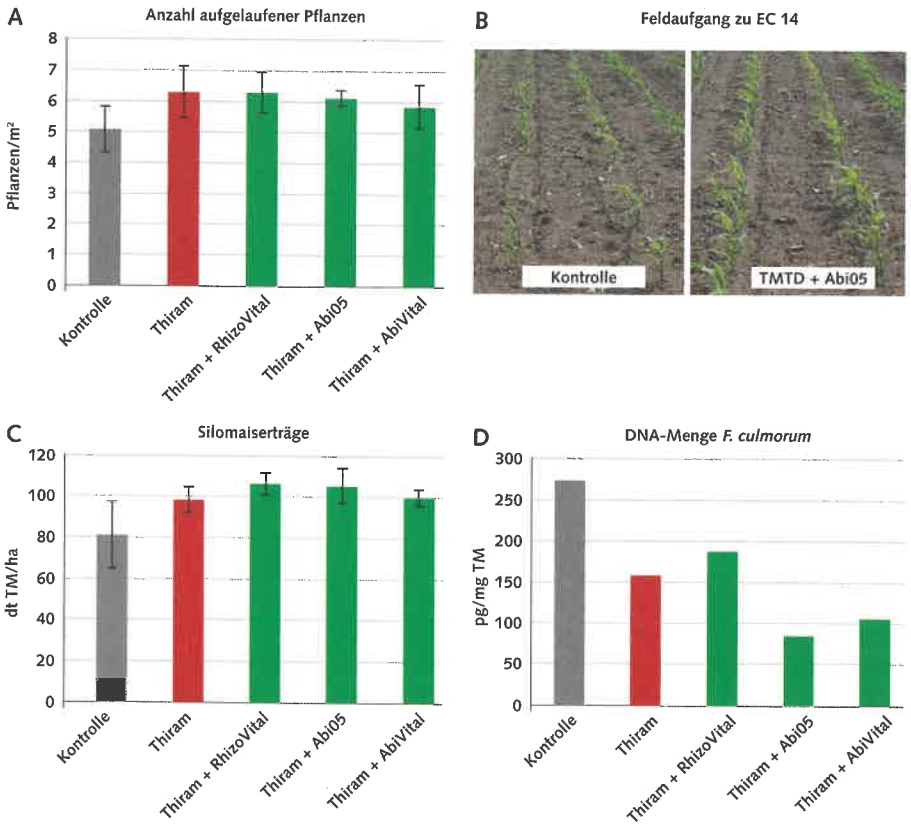 A
Anzahl aufgelaufener Pflanzen
8
7
6
5
4
3
2
1
0
Pflanzen/m²
Kontrolle
Thiram
Thiram + RhizoVital
Thiram + Abi05
Thiram + AbiVital
B
Feldaufgang zu EC 14
Kontrolle
TMTD + Abi05
C
Silomaiserträge
120
100
80
60
40
20
0
dt TM/ha
Kontrolle
Thiram
Thiram + RhizoVital
Thiram + Abi05
Thiram + AbiVital
D
DNA-Menge F. culmorum
300
250
200
150
100
50
0
pg/mg TM
Kontrolle
Thiram
Thiram + RhizoVital
Thiram + Abi05
Thiram + AbiVital